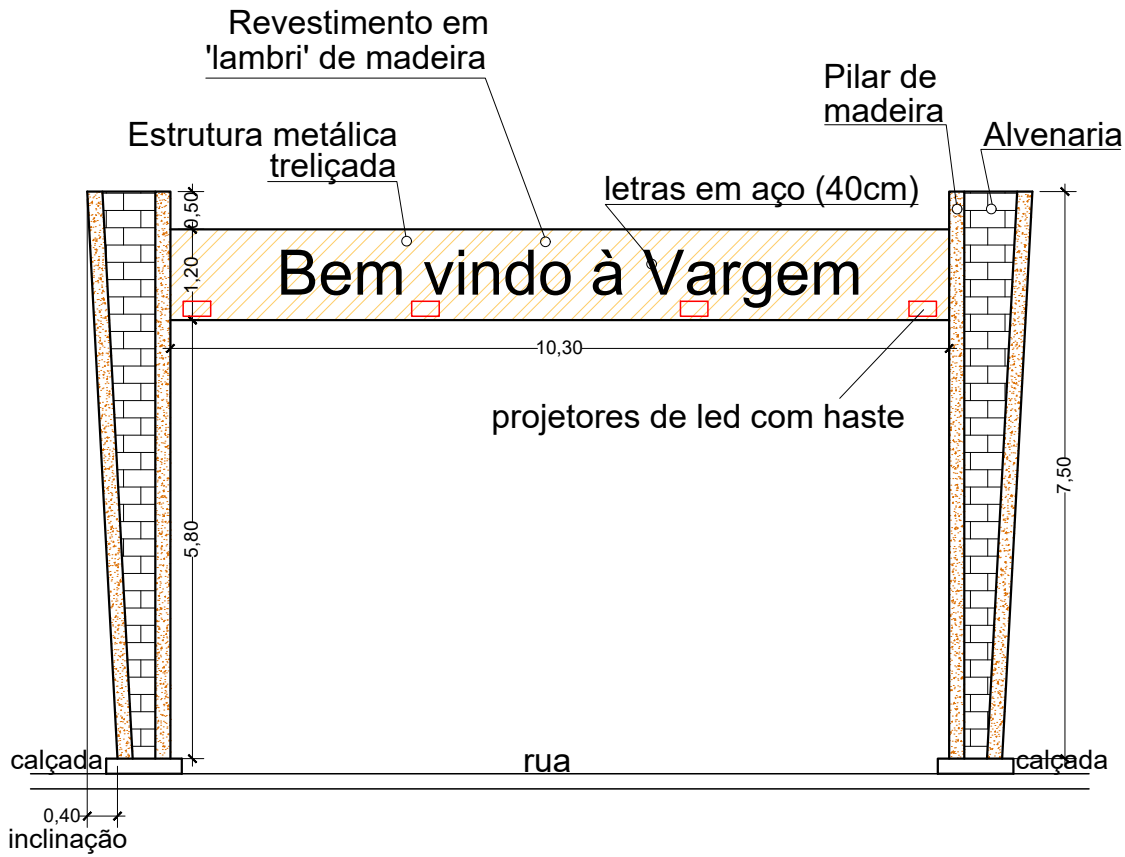 Revestimento em
'lambri' de madeira
Pilar de
madeira
Estrutura metálica
treliçada
Alvenaria
letras em aço (40cm)
0,50
1,20
Bem vindo à Vargem
10,30
projetores de led com haste
7,50
5,80
calçada
rua
calçada
0,40
inclinação